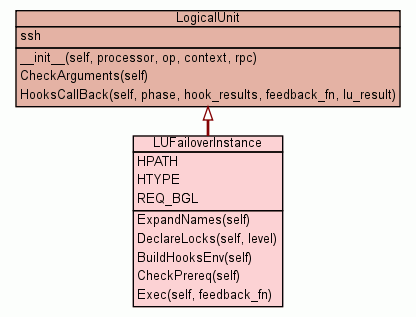 LogicalUnit
ssh
__init__(self, processor, op, context, rpc)
CheckArguments(self)
HooksCallBack(self, phase, hook_results, feedback_fn, lu_result)
LUFailoverInstance
HPATH
HTYPE
REQ_BGL
ExpandNames(self)
DeclareLocks(self, level)
BuildHooksEnv(self)
CheckPrereq(self)
Exec(self, feedback_fn)